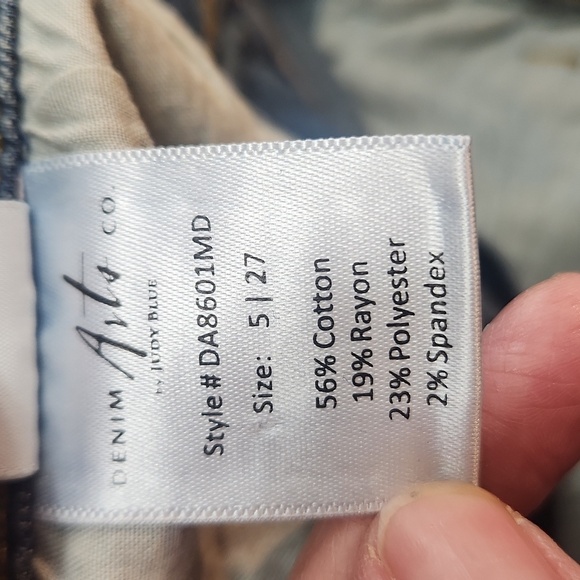 DENIM Arts CO.
by JUDY BLUE
Style # DA8601MD
Size: 5 | 27
56% Cotton
19% Rayon
23% Polyester
2% Spandex